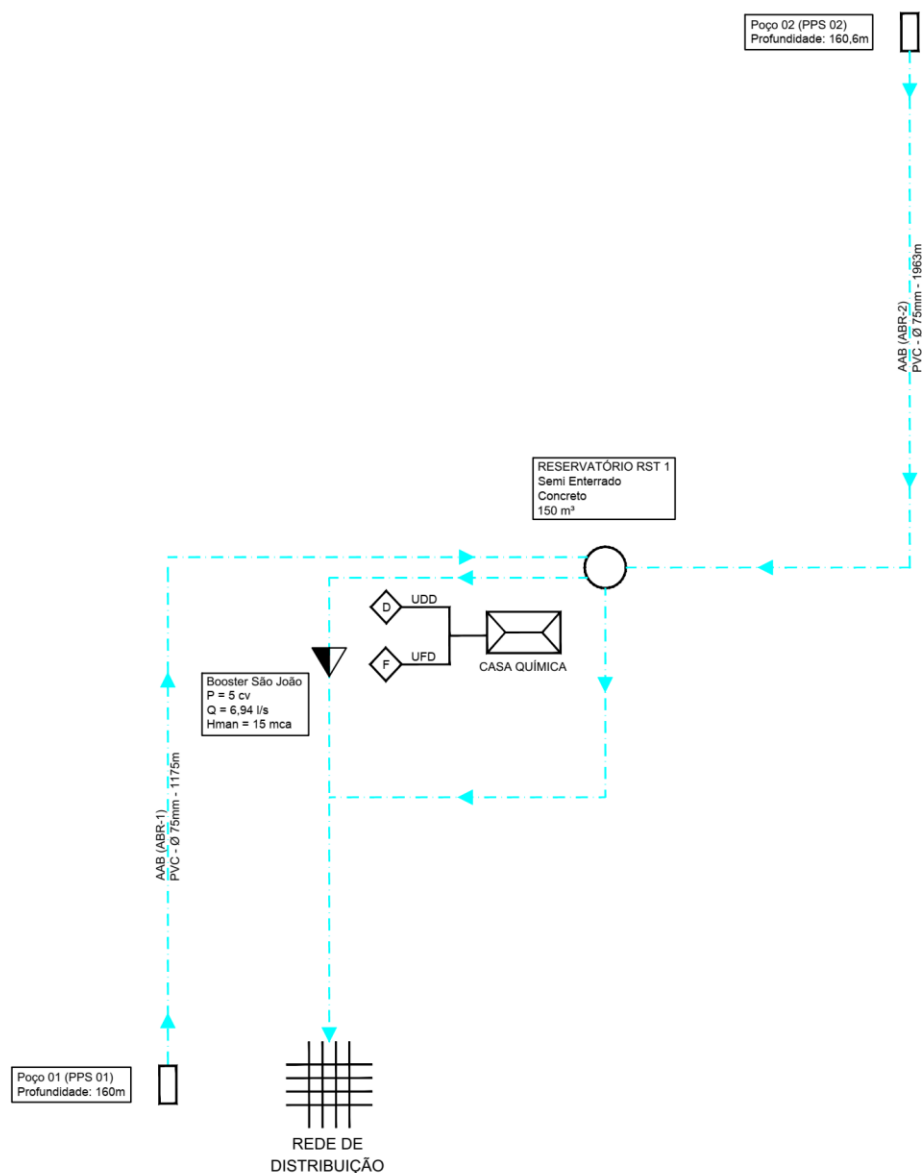 Poço 02 (PPS 02)
Profundidade: 160,6m
AAB (ABR-2)
PVC - Ø 75mm - 1963m
RESERVATÓRIO RST 1
Semi Enterrado
Concreto
150 m³
D
UDD
F
UFD
CASA QUÍMICA
Booster São João
P = 5 cv
Q = 6,94 l/s
Hman = 15 mca
AAB (ABR-1)
PVC - Ø 75mm - 1175m
Poço 01 (PPS 01)
Profundidade: 160m
REDE DE
DISTRIBUIÇÃO